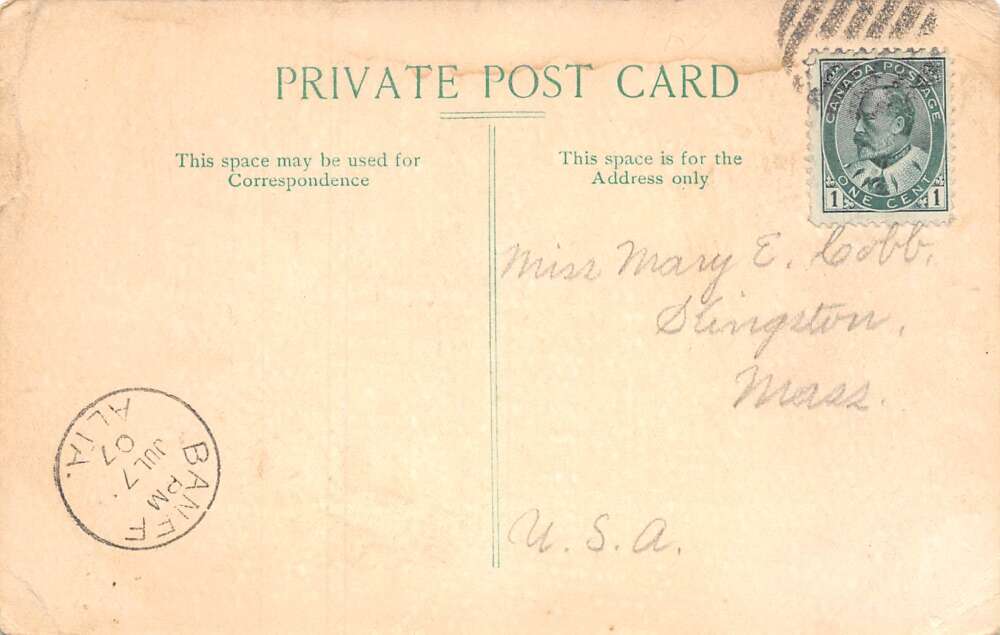 PRIVATE POST CARD
This space may be used for
Correspondence
This space is for the
Address only
CANADA POSTAGE
ONE CENT
1 1
Miss Mary E. Cobb.
Kingston,
Mass.
U. S. A.
BANFF
PM
JUL 7
07
ALTA.